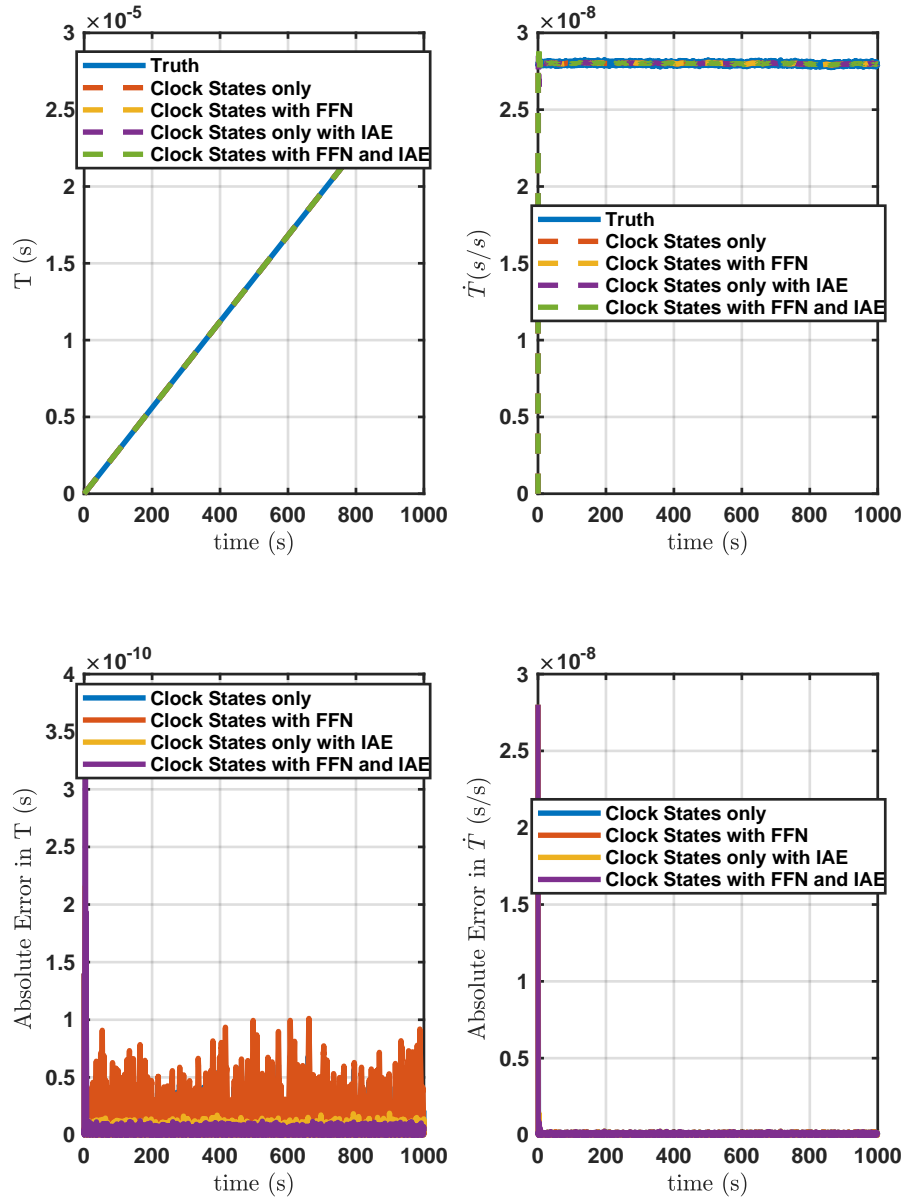 ×10-5
3
2.5
2
1.5
1
0.5
0
T (s)
Truth
Clock States only
Clock States with FFN
Clock States only with IAE
Clock States with FFN and IAE
0 200 400 600 800 1000
time (s)
×10-8
3
2
1.5
1
0.5
0
Ṫ(s/s)
Truth
Clock States only
Clock States with FFN
Clock States only with IAE
Clock States with FFN and IAE
0 200 400 600 800 1000
time (s)
×10-10
4
3.5
3
2.5
2
1.5
1
0.5
0
Absolute Error in T (s)
Clock States only
Clock States with FFN
Clock States only with IAE
Clock States with FFN and IAE
0 200 400 600 800 1000
time (s)
×10-8
3
2.5
2
1.5
1
0.5
0
Absolute Error in Ṫ (s/s)
Clock States only
Clock States with FFN
Clock States only with IAE
Clock States with FFN and IAE
0 200 400 600 800 1000
time (s)